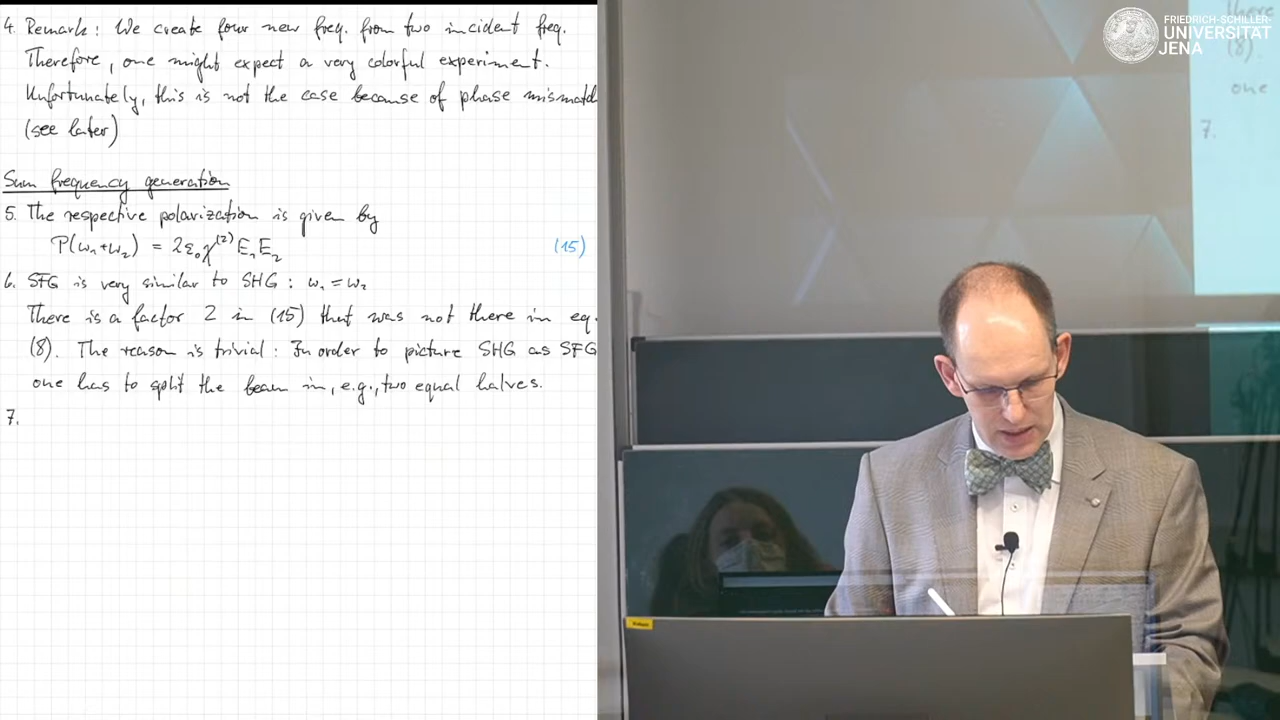 4. Remark: We create four new freq. from two incident freq.
Therefore, one might expect a very colorful experiment.
Unfortunately, this is not the case because of phase mismatch
(see later)
Sum frequency generation
5. The respective polarization is given by
P(ω₁+ω₂) = 2ε₀χ⁽²⁾E₁E₂ (15)
6. SFG is very similar to SHG: ω₁ = ω₂
There is a factor 2 in (15) that was not there in eq.
(8). The reason is trivial: In order to picture SHG as SFG
one has to split the beam in, e.g., two equal halves.
7.
FRIEDRICH-SCHILLER-
UNIVERSITÄT
JENA
there
(8).
one
7.